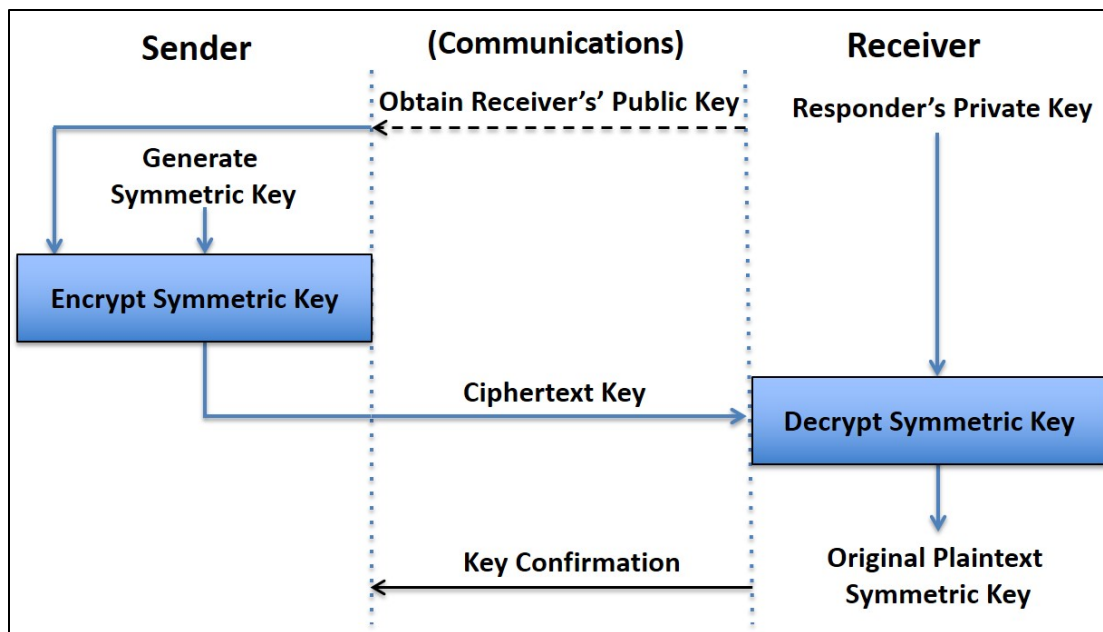 Sender
(Communications)
Receiver
Obtain Receiver's' Public Key
Responder's Private Key
Generate
Symmetric Key
Encrypt Symmetric Key
Ciphertext Key
Decrypt Symmetric Key
Key Confirmation
Original Plaintext
Symmetric Key